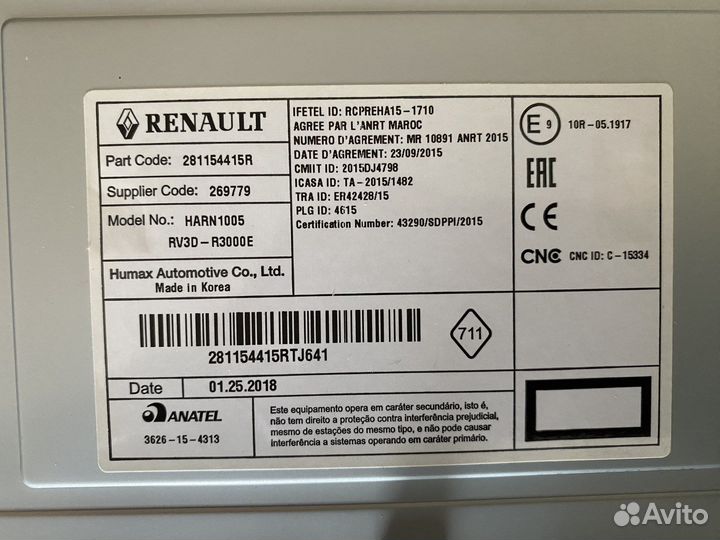 RENAULT
Part Code: 281154415R
Supplier Code: 269779
Model No.: HARN1005
RV3D-R3000E
Humax Automotive Co., Ltd.
Made in Korea
IFETEL ID: RCPREHA15-1710
AGREE PAR L'ANRT MAROC
NUMERO D'AGREMENT: MR 10891 ANRT 2015
DATE D'AGREMENT: 23/09/2015
CMIIT ID: 2015DJ4798
ICASA ID: TA-2015/1482
TRA ID: ER42428/15
PLG ID: 4615
Certification Number: 43290/SDPPI/2015
E 9 10R-05.1917
EAC
CE
CNC CNC ID: C-15334
281154415RTJ641
711
Date 01.25.2018
ANATEL
3626-15-4313
Este equipamento opera em caráter secundário, isto é,
não tem direito a proteção contra interferência prejudicial,
mesmo de estações do mesmo tipo, e não pode causar
interferência a sistemas operando em caráter primário.
Avito